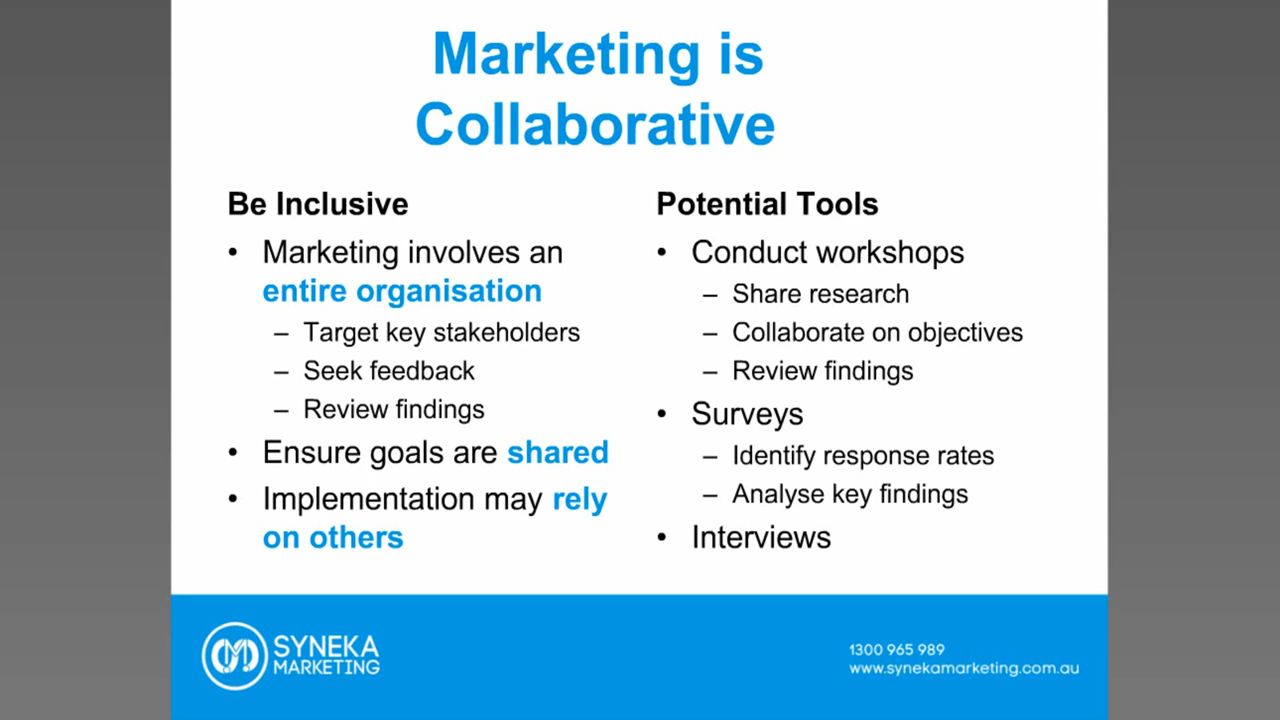 Marketing is
Collaborative
Be Inclusive
• Marketing involves an
entire organisation
– Target key stakeholders
– Seek feedback
– Review findings
• Ensure goals are shared
• Implementation may rely
on others
Potential Tools
• Conduct workshops
– Share research
– Collaborate on objectives
– Review findings
• Surveys
– Identify response rates
– Analyse key findings
• Interviews
SYNEKA
MARKETING
1300 965 989
www.synekamarketing.com.au